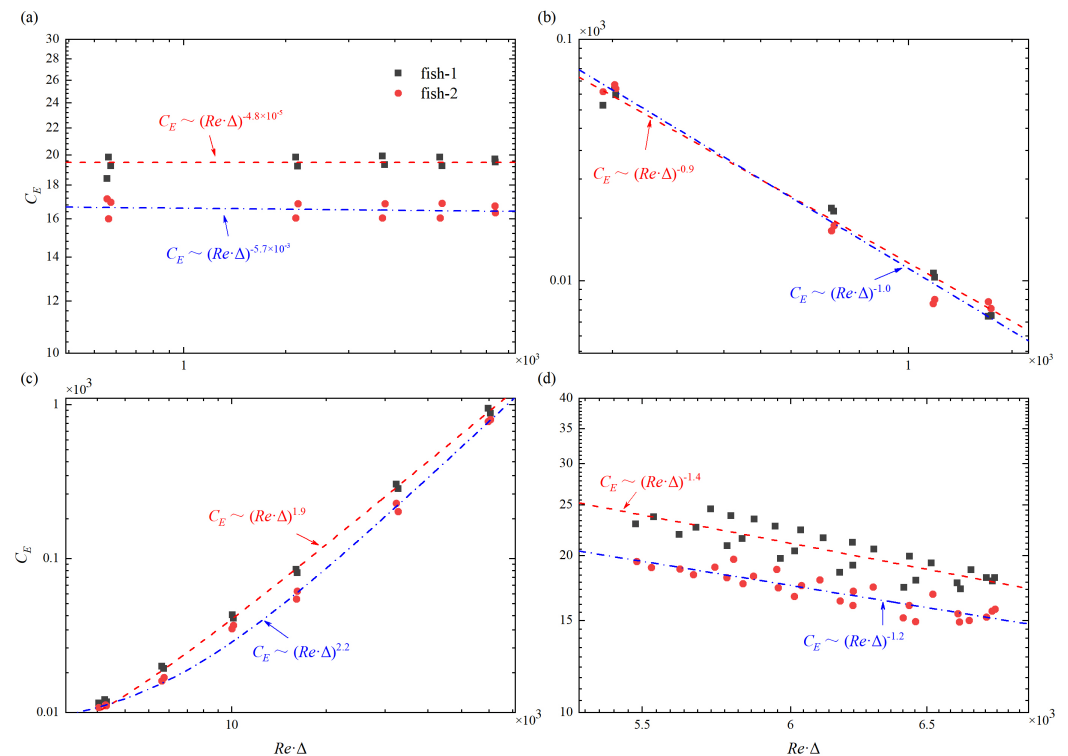 (a)
30
28
26
24
22
20
18
16
14
12
10
C_E
fish-1
fish-2
C_E ~ (Re·Δ)^-4.8×10^-5
C_E ~ (Re·Δ)^-5.7×10^-3
1
×10^3
(b)
×10^3
0.1
0.01
C_E ~ (Re·Δ)^-0.9
C_E ~ (Re·Δ)^-1.0
1
×10^3
(c)
×10^3
1
0.1
0.01
C_E
C_E ~ (Re·Δ)^1.9
C_E ~ (Re·Δ)^2.2
10
×10^3
Re·Δ
(d)
40
30
25
20
15
10
C_E ~ (Re·Δ)^-1.4
C_E ~ (Re·Δ)^-1.2
5.5
6
6.5
×10^3
Re·Δ